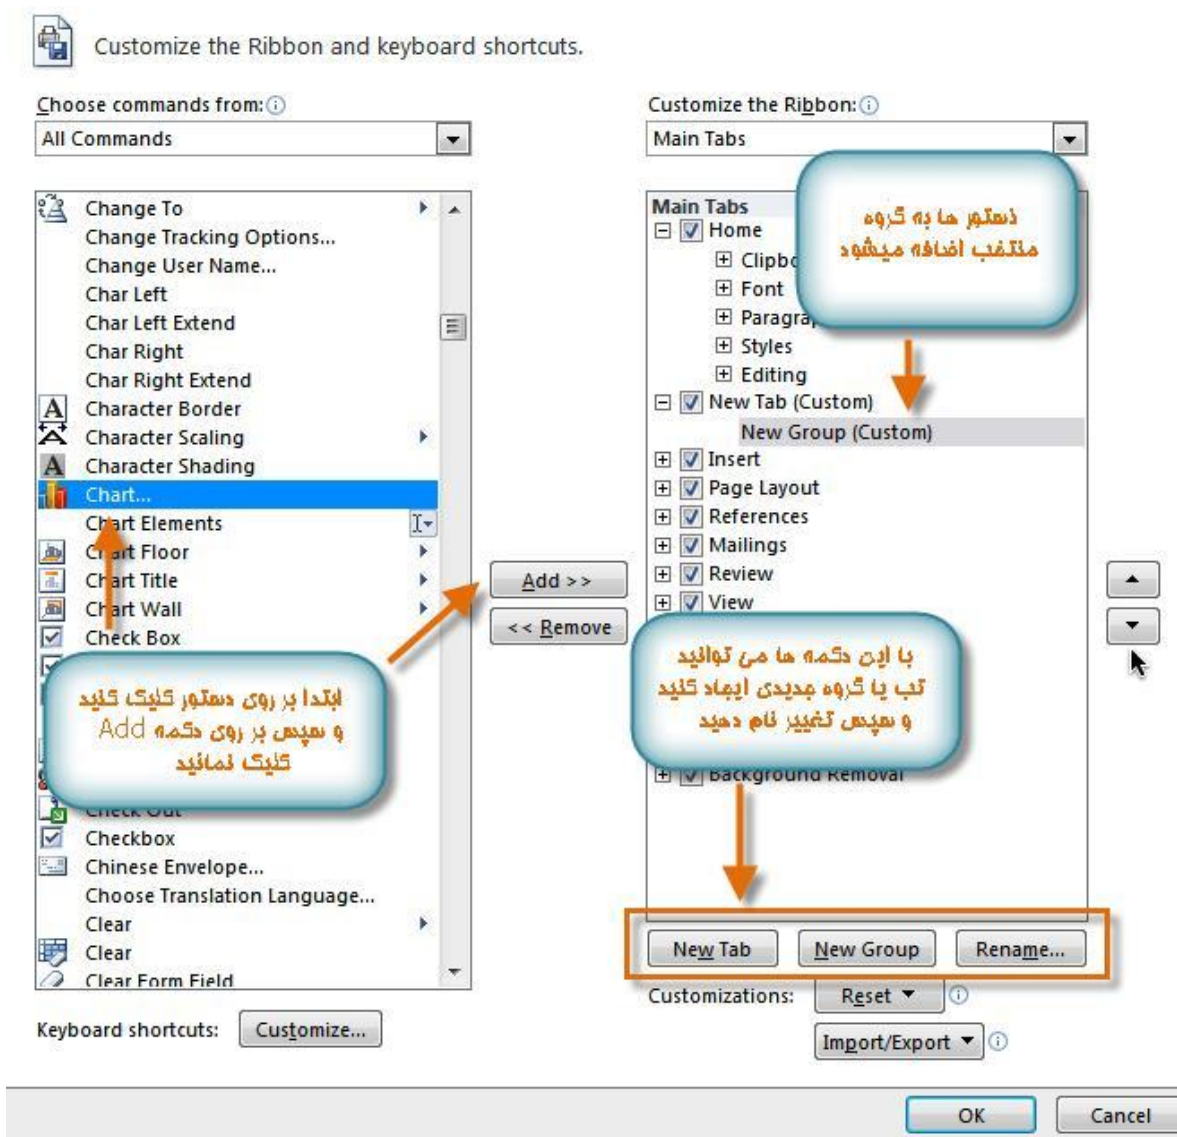 Customize the Ribbon and keyboard shortcuts.
Choose commands from:
All Commands
Change To
Change Tracking Options...
Change User Name...
Char Left
Char Left Extend
Char Right
Char Right Extend
Character Border
Character Scaling
Character Shading
Chart...
Chart Elements
Chart Floor
Chart Title
Chart Wall
Check Box
ابتدا بر روی دستور کلیک کنید
و سپس بر روی دکمه Add
کلیک نمائید
Check Out
Checkbox
Chinese Envelope...
Choose Translation Language...
Clear
Clear
Clear Form Field
Keyboard shortcuts:
Customize...
Add >>
<< Remove
Customize the Ribbon:
Main Tabs
Main Tabs
دستور ها به گروه
منتخب اضافه میشود
Home
Clipbo
Font
Paragra
Styles
Editing
New Tab (Custom)
New Group (Custom)
Insert
Page Layout
References
Mailings
Review
View
با این دکمه ها می توانید
تب یا گروه جدیدی ایجاد کنید
و سپس تغییر نام دهید
Background Removal
New Tab
New Group
Rename...
Customizations:
Reset
Import/Export
OK
Cancel